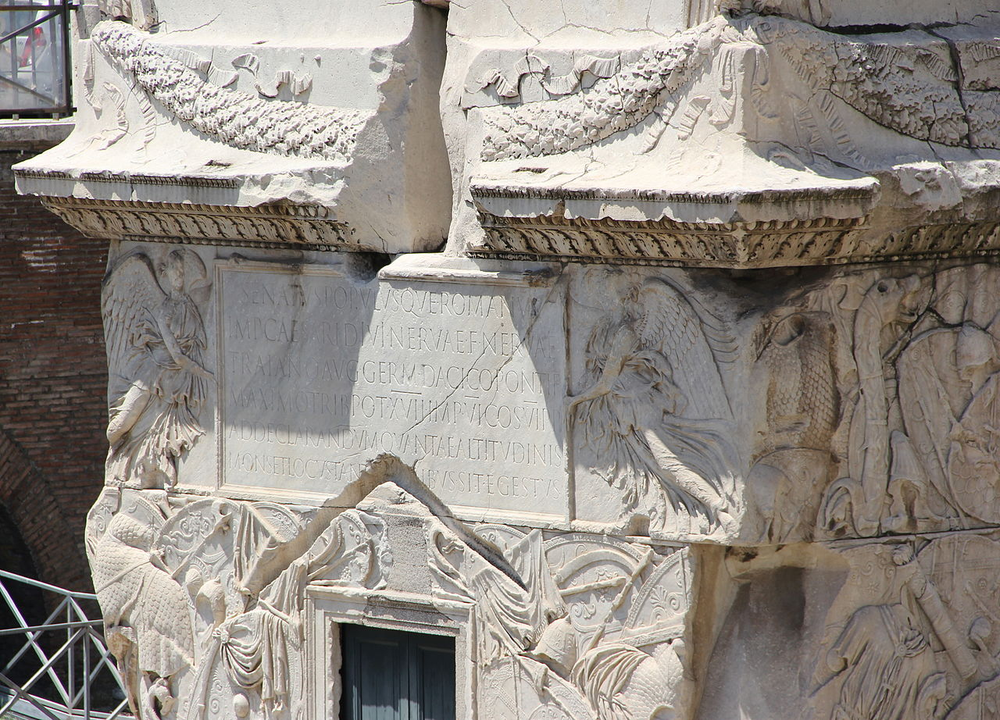 SENATVS·POPVLVSQVE·ROMANVS
IMP·CAESARI·DIVI·NERVAE·F·NERVAE
TRAIANO·AVG·GERM·DACICO·PONTIF
MAXIMO·TRIB·POT·XVII·IMP·VI·COS·VI·P·P
AD·DECLARANDVM·QVANTAE·ALTITVDINIS
MONS·ET·LOCVS·TAN IBVS·SIT·EGESTVS